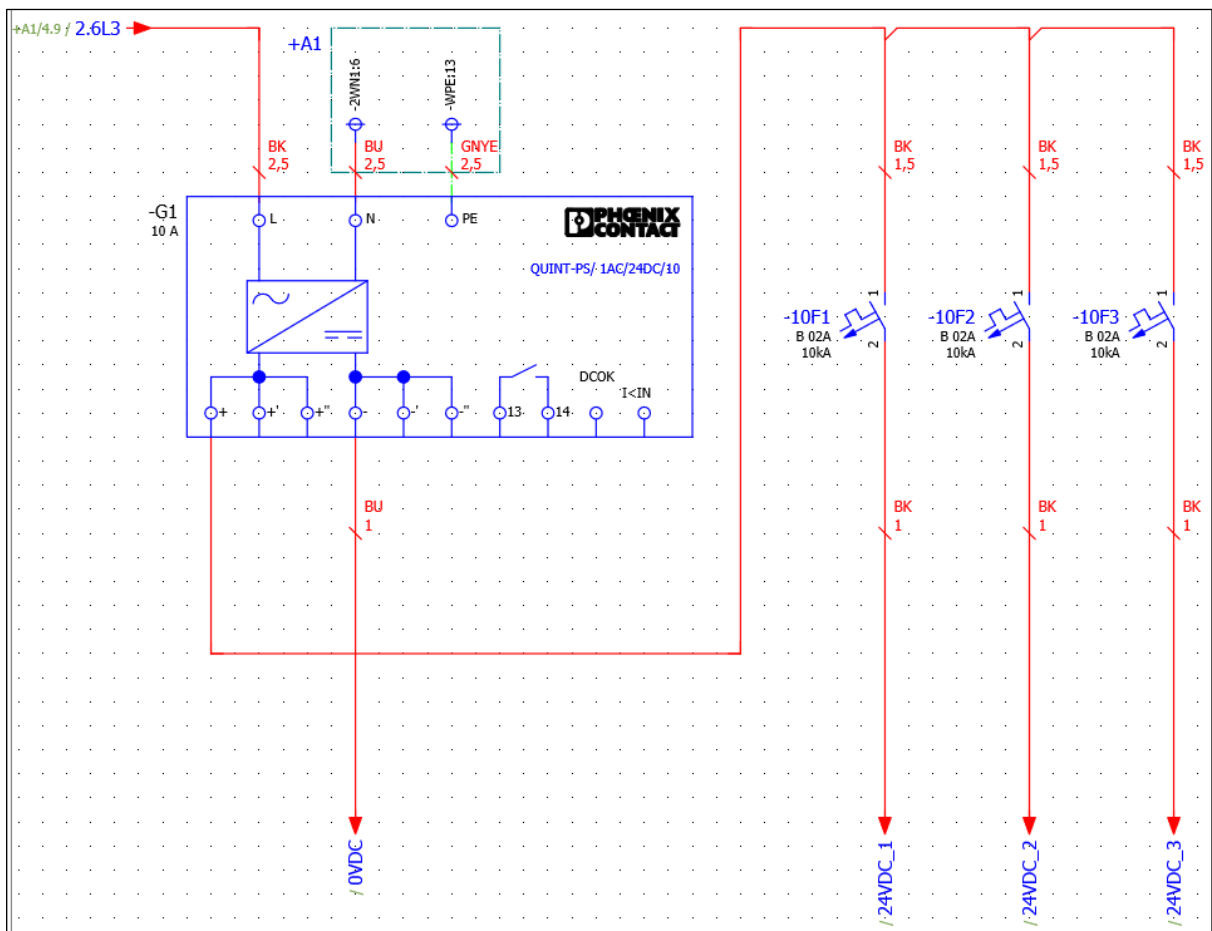 +A1/4.9 / 2.6L3
+A1
-2WN1:6
-WPE:13
BK
2,5
BU
2,5
GNYE
2,5
BK
1,5
BK
1,5
BK
1,5
-G1
10 A
L
N
PE
PHŒNIX
CONTACT
QUINT-PS/ 1AC/24DC/10
-10F1
B 02A
10kA
1
2
-10F2
B 02A
10kA
1
2
-10F3
B 02A
10kA
1
2
DCOK
I<IN
+
+'
+"
-
-'
-"
13
14
BU
1
BK
1
BK
1
BK
1
/ 0VDC
/ 24VDC_1
/ 24VDC_2
/ 24VDC_3